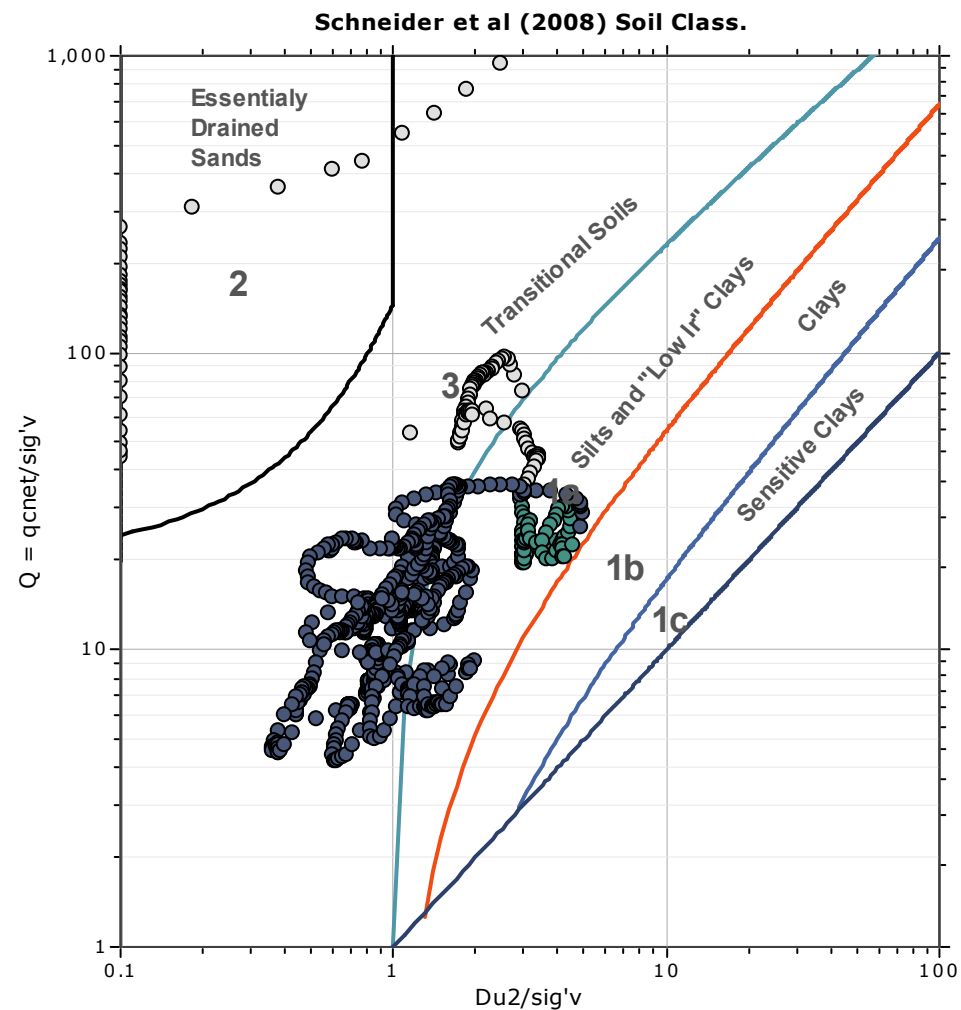 Schneider et al (2008) Soil Class.
1,000
Essentialy
Drained
Sands
2
Transitional Soils
Silts and "Low Ir" Clays
Clays
Sensitive Clays
100
3
1a
1b
1c
10
1
0.1
1
10
100
Q = qcnet/sig'v
Du2/sig'v